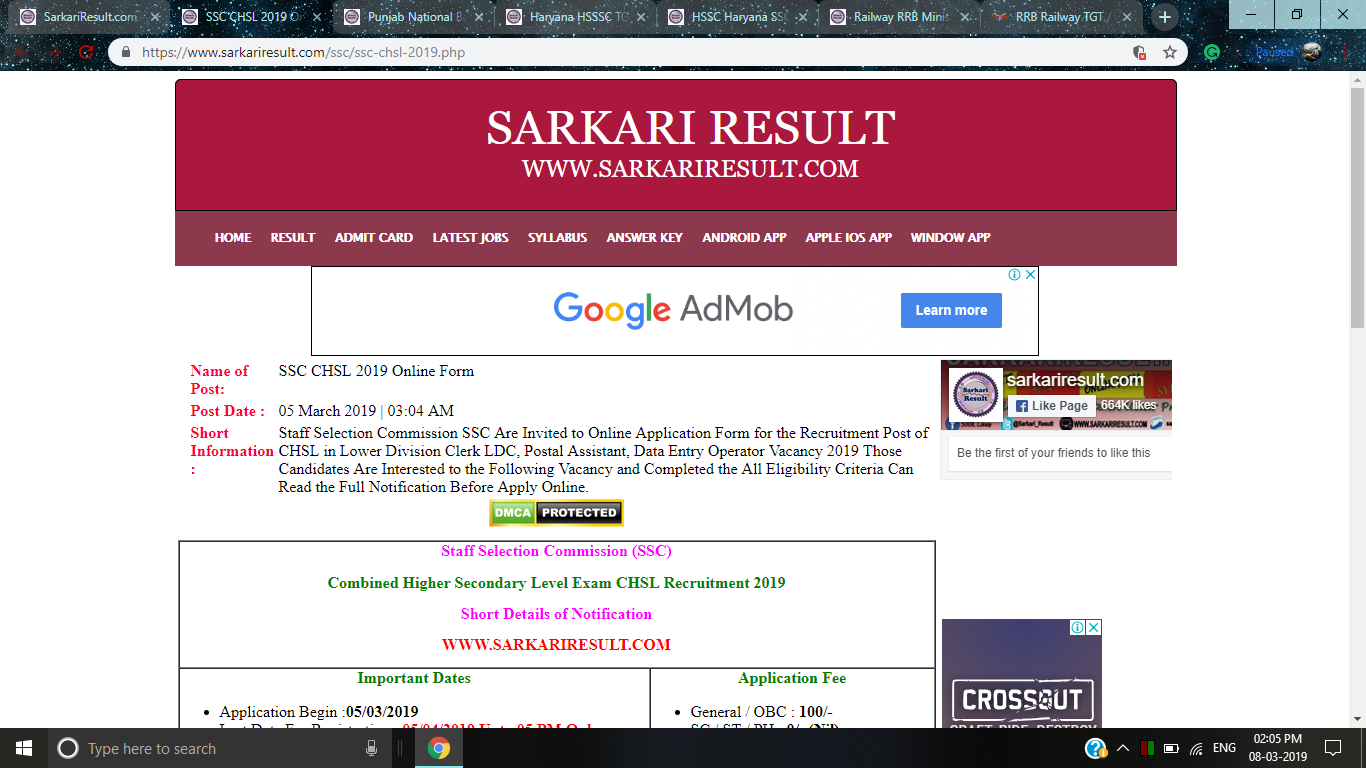 SarkariResult.com
SSC CHSL 2019 On
Punjab National B
Haryana HSSSC TG
HSSC Haryana SSC
Railway RRB Minis
RRB Railway TGT
https://www.sarkariresult.com/ssc/ssc-chsl-2019.php
Paused
SARKARI RESULT
WWW.SARKARIRESULT.COM
HOME RESULT ADMIT CARD LATEST JOBS SYLLABUS ANSWER KEY ANDROID APP APPLE IOS APP WINDOW APP
Google AdMob
Learn more
Name of Post: SSC CHSL 2019 Online Form
Post Date : 05 March 2019 | 03:04 AM
Short Information : Staff Selection Commission SSC Are Invited to Online Application Form for the Recruitment Post of
CHSL in Lower Division Clerk LDC, Postal Assistant, Data Entry Operator Vacancy 2019 Those
Candidates Are Interested to the Following Vacancy and Completed the All Eligibility Criteria Can
Read the Full Notification Before Apply Online.
DMCA PROTECTED
sarkariresult.com
Sarkari Result
Like Page 664K likes
@Sarkari_Result WWW.SARKARIRESULT.COM
Be the first of your friends to like this
Staff Selection Commission (SSC)
Combined Higher Secondary Level Exam CHSL Recruitment 2019
Short Details of Notification
WWW.SARKARIRESULT.COM
Important Dates
Application Begin :05/03/2019
Application Fee
General / OBC : 100/-
CROSSOUT
Type here to search
ENG
02:05 PM
08-03-2019